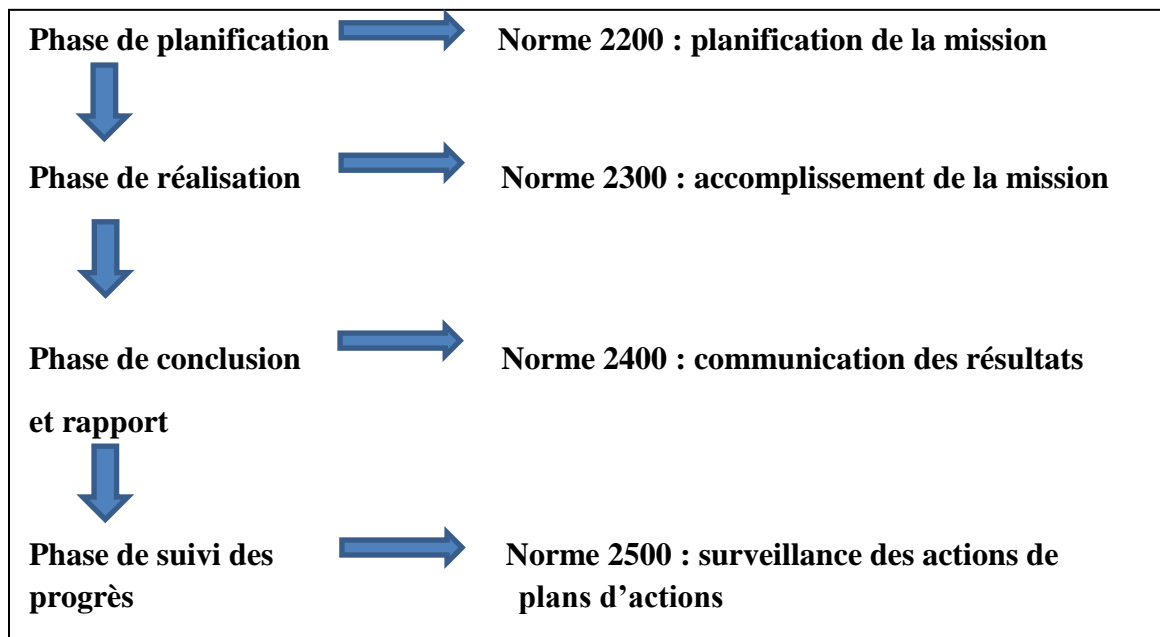 Phase de planification Norme 2200 : planification de la mission
Phase de réalisation Norme 2300 : accomplissement de la mission
Phase de conclusion Norme 2400 : communication des résultats
et rapport
Phase de suivi des Norme 2500 : surveillance des actions de
progrès plans d’actions